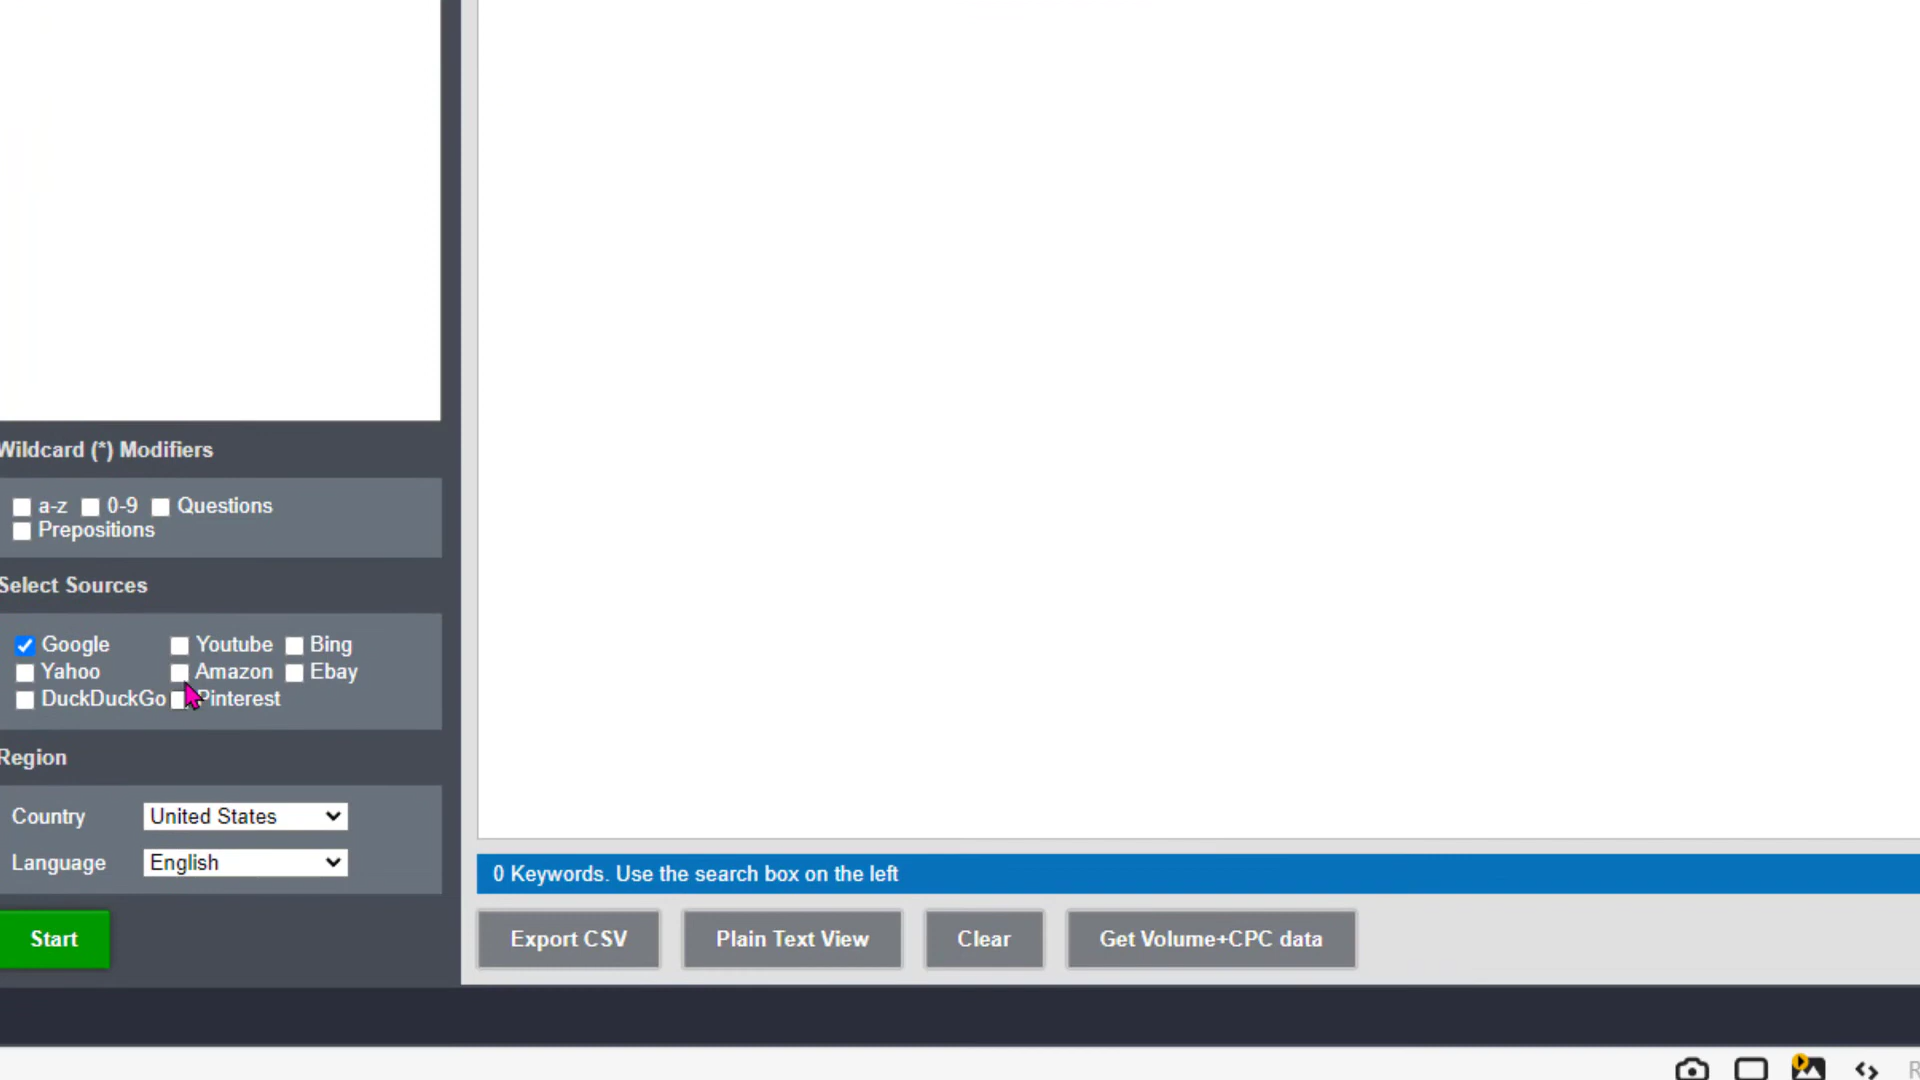 Wildcard (*) Modifiers
a-z 0-9 Questions
Prepositions
Select Sources
Google Youtube Bing
Yahoo Amazon Ebay
DuckDuckGo Pinterest
Region
Country United States
Language English
Start
0 Keywords. Use the search box on the left
Export CSV Plain Text View Clear Get Volume+CPC data